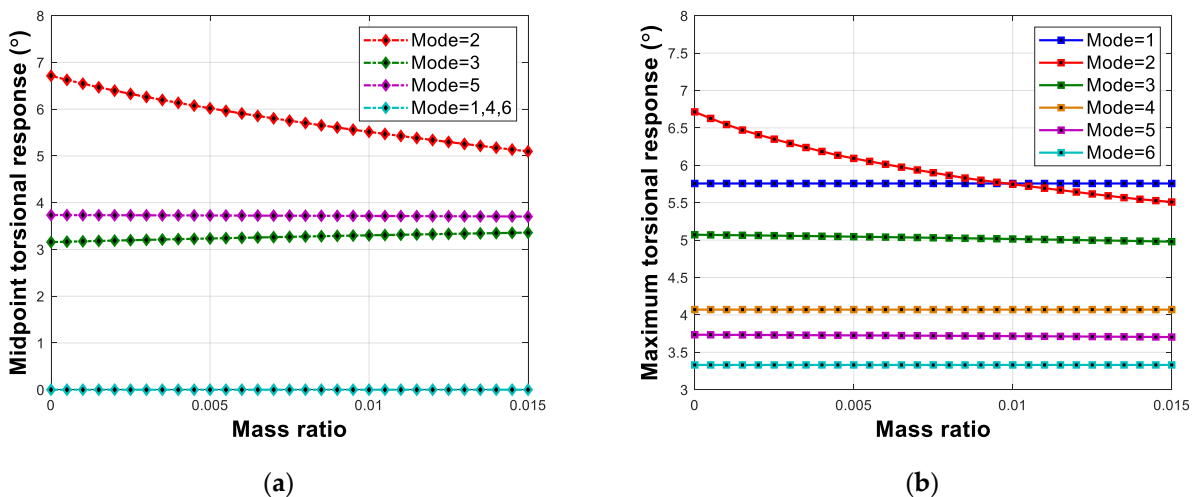 8
7
6
5
4
3
2
1
0
Midpoint torsional response (°)
Mode=2
Mode=3
Mode=5
Mode=1,4,6
0
0.005
0.01
0.015
Mass ratio
(a)
8
7.5
7
6.5
6
5.5
5
4.5
4
3.5
3
Maximum torsional response (°)
Mode=1
Mode=2
Mode=3
Mode=4
Mode=5
Mode=6
0
0.005
0.01
0.015
Mass ratio
(b)